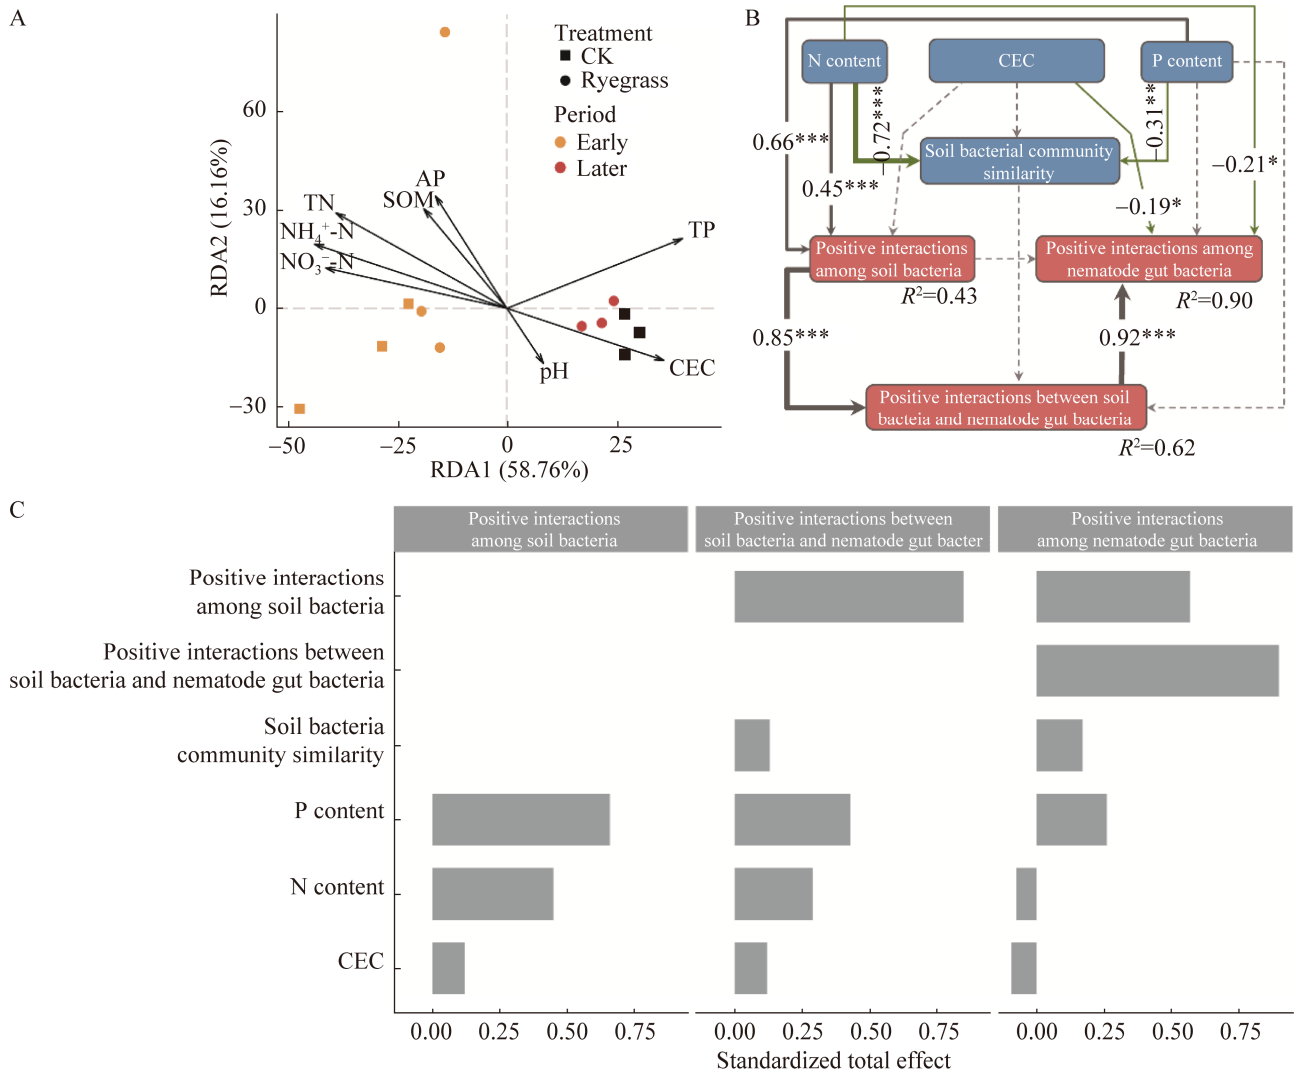 A
Treatment
CK
Ryegrass
Period
Early
Later
RDA2 (16.16%)
60
30
0
−30
AP
SOM
TN
NH4+-N
NO3−-N
TP
CEC
pH
−50
−25
0
25
RDA1 (58.76%)
B
N content
CEC
P content
Soil bacterial community
similarity
0.66***
0.45***
−0.72***
−0.31**
−0.21*
−0.19*
Positive interactions
among soil bacteria
R2=0.43
Positive interactions among
nematode gut bacteria
R2=0.90
0.85***
0.92***
Positive interactions between soil
bacteia and nematode gut bacteria
R2=0.62
C
Positive interactions
among soil bacteria
Positive interactions between
soil bacteria and nematode gut bacter
Positive interactions
among nematode gut bacteria
Positive interactions
among soil bacteria
Positive interactions between
soil bacteria and nematode gut bacteria
Soil bacteria
community similarity
P content
N content
CEC
0.00 0.25 0.50 0.75
0.00 0.25 0.50 0.75
0.00 0.25 0.50 0.75
Standardized total effect